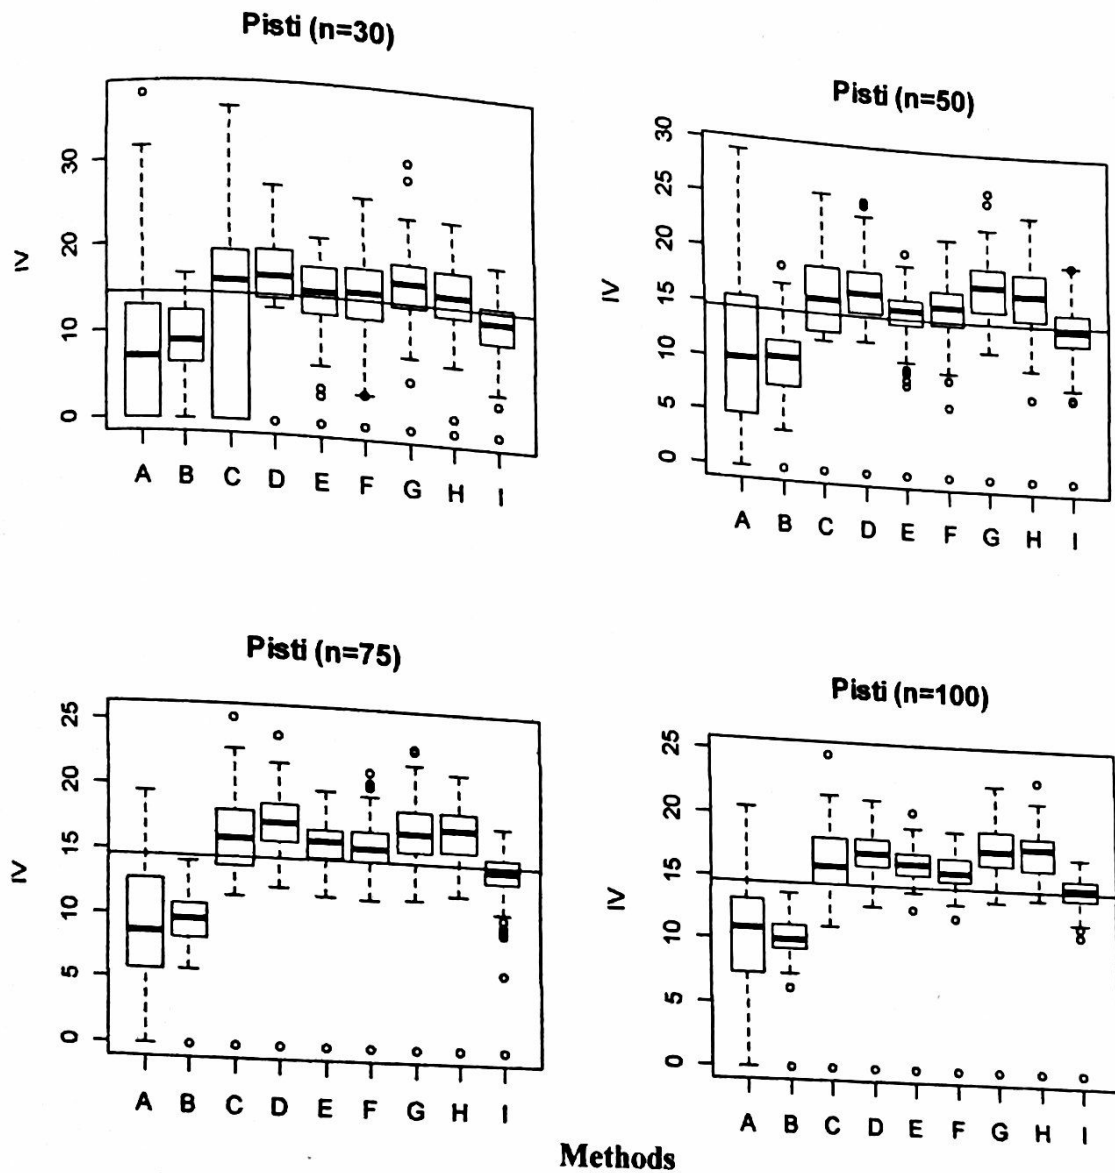 Pisti (n=30)
IV
30
20
10
0
A B C D E F G H I
Pisti (n=50)
IV
30
25
20
15
10
5
0
A B C D E F G H I
Pisti (n=75)
IV
25
20
15
10
5
0
A B C D E F G H I
Pisti (n=100)
IV
25
20
15
10
5
0
A B C D E F G H I
Methods